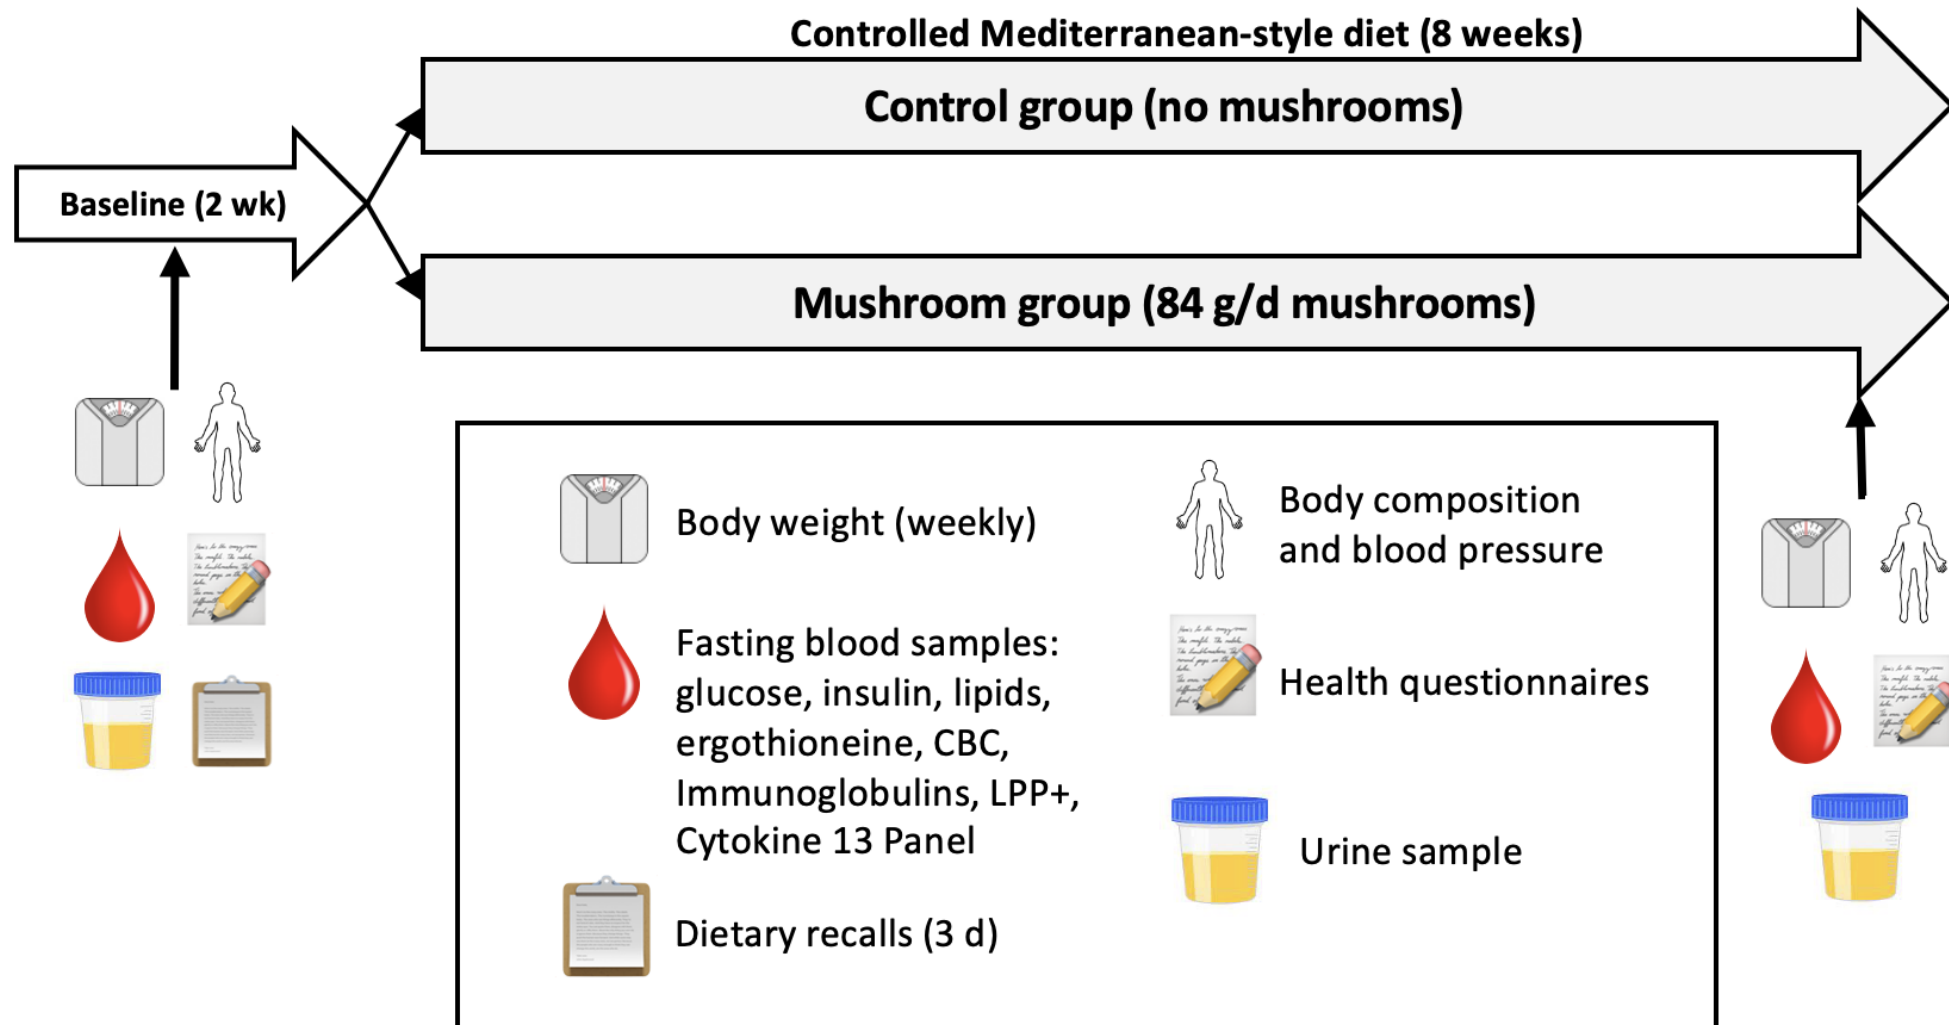 Controlled Mediterranean-style diet (8 weeks)
Control group (no mushrooms)
Baseline (2 wk)
Mushroom group (84 g/d mushrooms)
Body weight (weekly)
Body composition
and blood pressure
Fasting blood samples:
glucose, insulin, lipids,
ergothioneine, CBC,
Immunoglobulins, LPP+,
Cytokine 13 Panel
Health questionnaires
Urine sample
Dietary recalls (3 d)